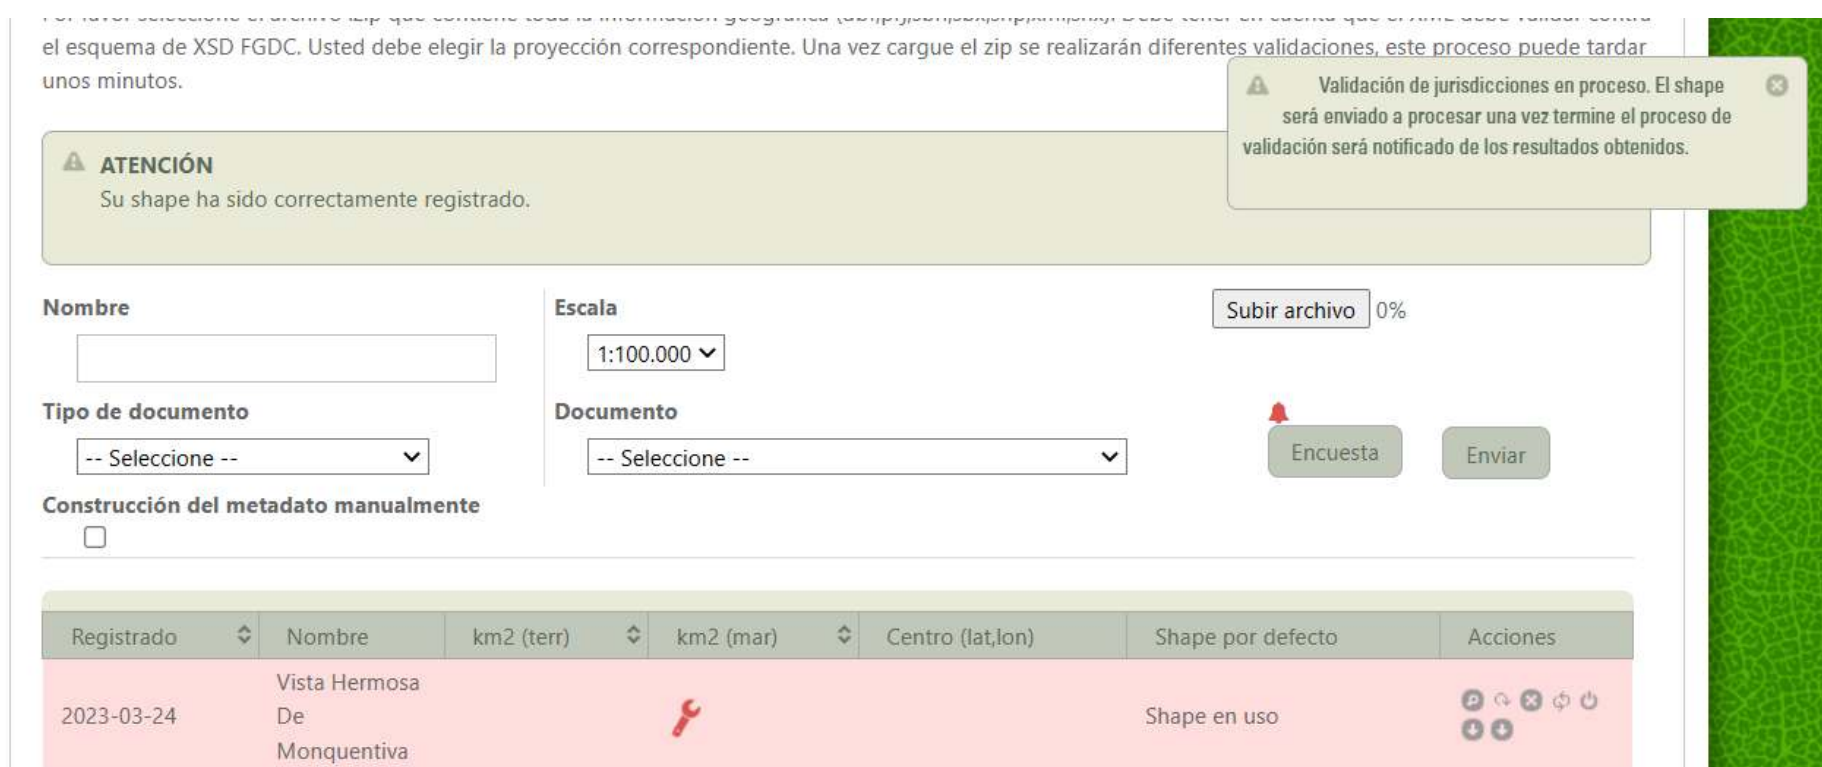 el esquema de XSD FGDC. Usted debe elegir la proyección correspondiente. Una vez cargue el zip se realizarán diferentes validaciones, este proceso puede tardar
unos minutos.
Validación de jurisdicciones en proceso. El shape
será enviado a procesar una vez termine el proceso de
validación será notificado de los resultados obtenidos.
ATENCIÓN
Su shape ha sido correctamente registrado.
Nombre
Escala
Subir archivo 0%
1:100.000
Tipo de documento
Documento
-- Seleccione --
-- Seleccione --
Encuesta
Enviar
Construcción del metadato manualmente
Registrado Nombre km2 (terr) km2 (mar) Centro (lat,lon) Shape por defecto Acciones
Vista Hermosa
2023-03-24 De Shape en uso
Monquentiva